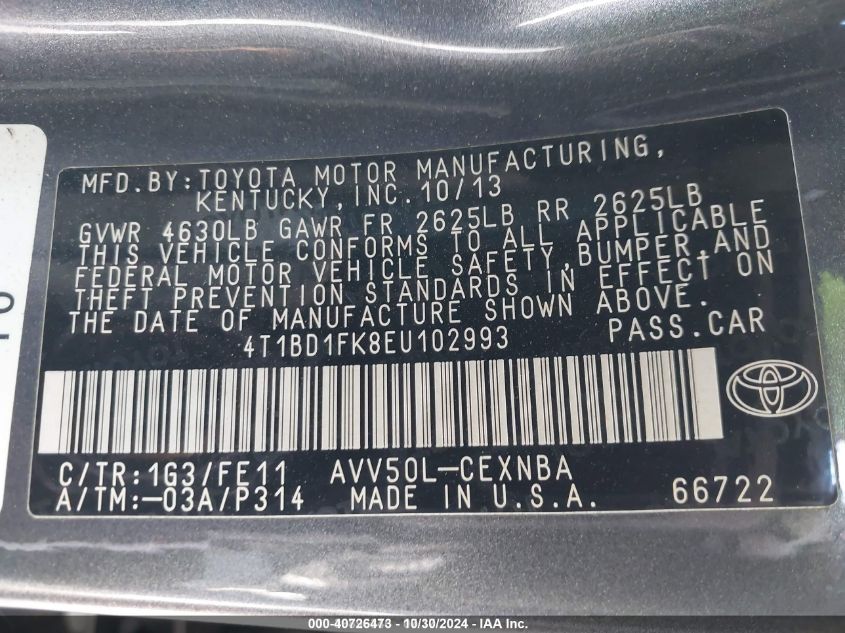 MFD.BY:TOYOTA MOTOR MANUFACTURING,
KENTUCKY,INC.10/13
GVWR 4630LB GAWR FR 2625LB RR 2625LB
THIS VEHICLE CONFORMS TO ALL APPLICABLE
FEDERAL MOTOR VEHICLE SAFETY,BUMPER,AND
THEFT PREVENTION STANDARDS IN EFFECT ON
THE DATE OF MANUFACTURE SHOWN ABOVE.
4T1BD1FK8EU102993 PASS.CAR
C/TR:1G3/FE11 AVV50L-CEXNBA
A/TM:-03A/P314 MADE IN U.S.A. 66722
000-40726473 - 10/30/2024 - IAA Inc.